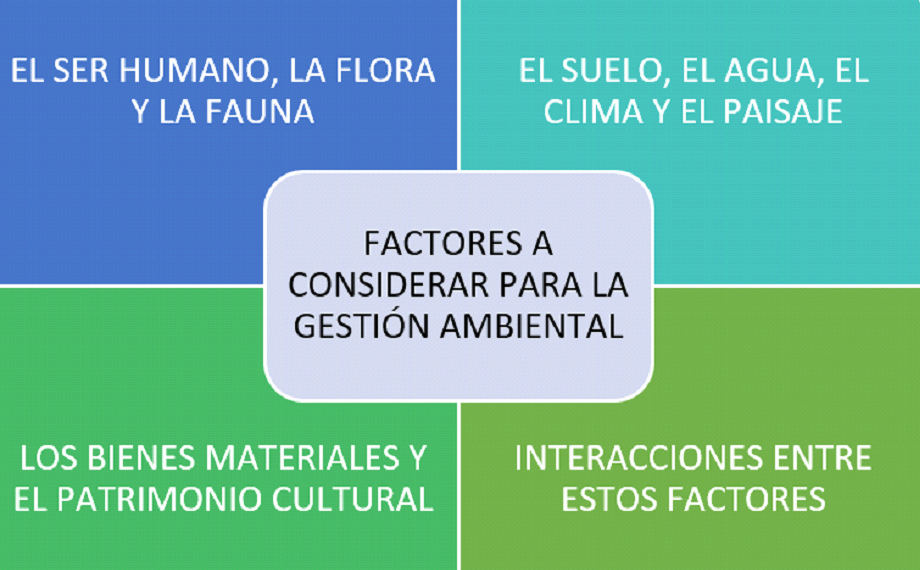 EL SER HUMANO, LA FLORA
Y LA FAUNA
EL SUELO, EL AGUA, EL
CLIMA Y EL PAISAJE
FACTORES A
CONSIDERAR PARA LA
GESTIÓN AMBIENTAL
LOS BIENES MATERIALES Y
EL PATRIMONIO CULTURAL
INTERACCIONES ENTRE
ESTOS FACTORES